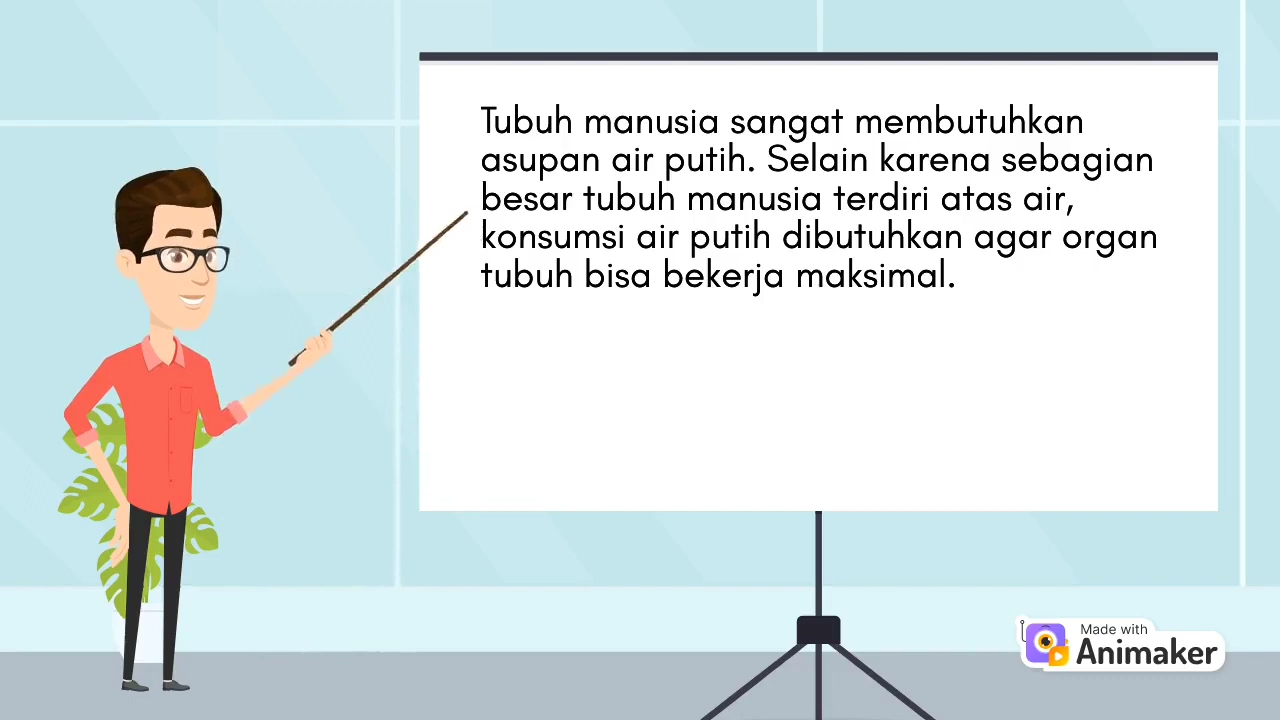 Tubuh manusia sangat membutuhkan
asupan air putih. Selain karena sebagian
besar tubuh manusia terdiri atas air,
konsumsi air putih dibutuhkan agar organ
tubuh bisa bekerja maksimal.
Made with
Animaker